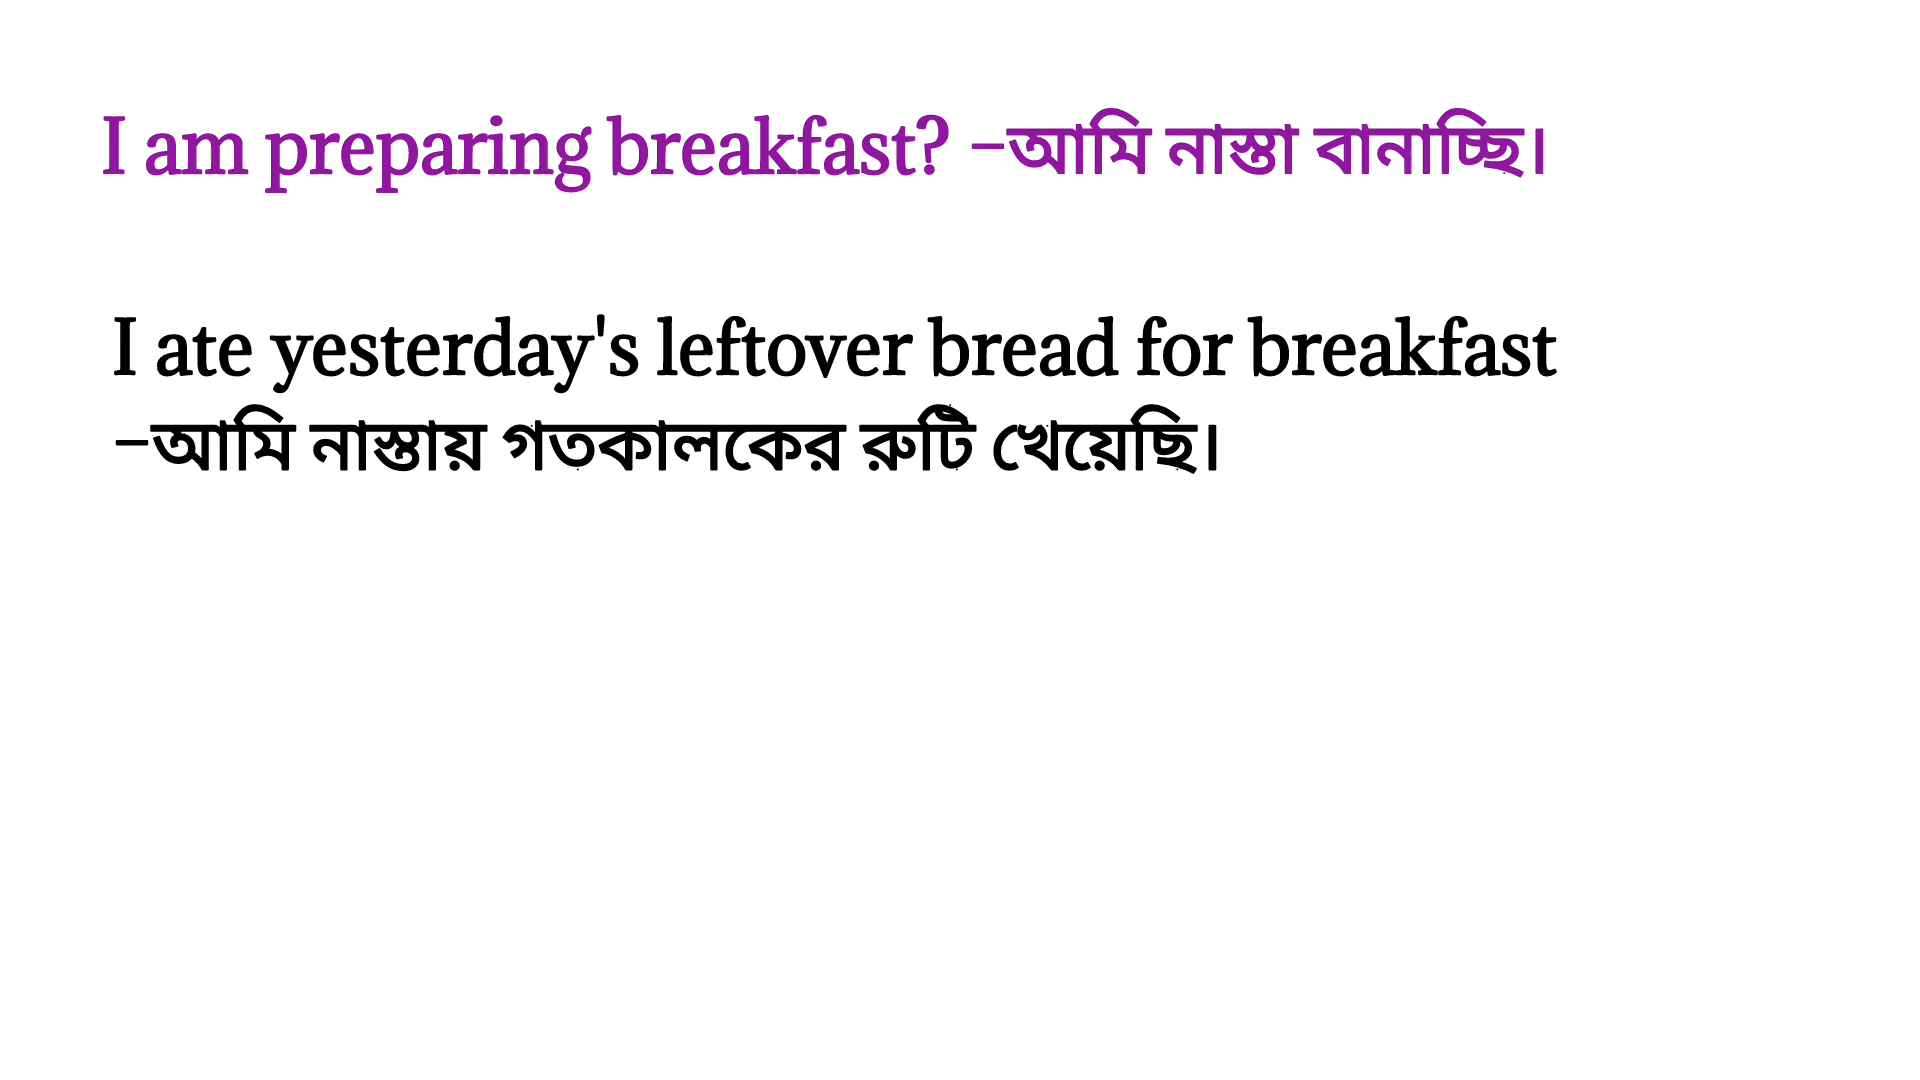 I am preparing breakfast? -আমি নাস্তা বানাচ্ছি।
I ate yesterday's leftover bread for breakfast
-আমি নাস্তায় গতকালকের রুটি খেয়েছি।